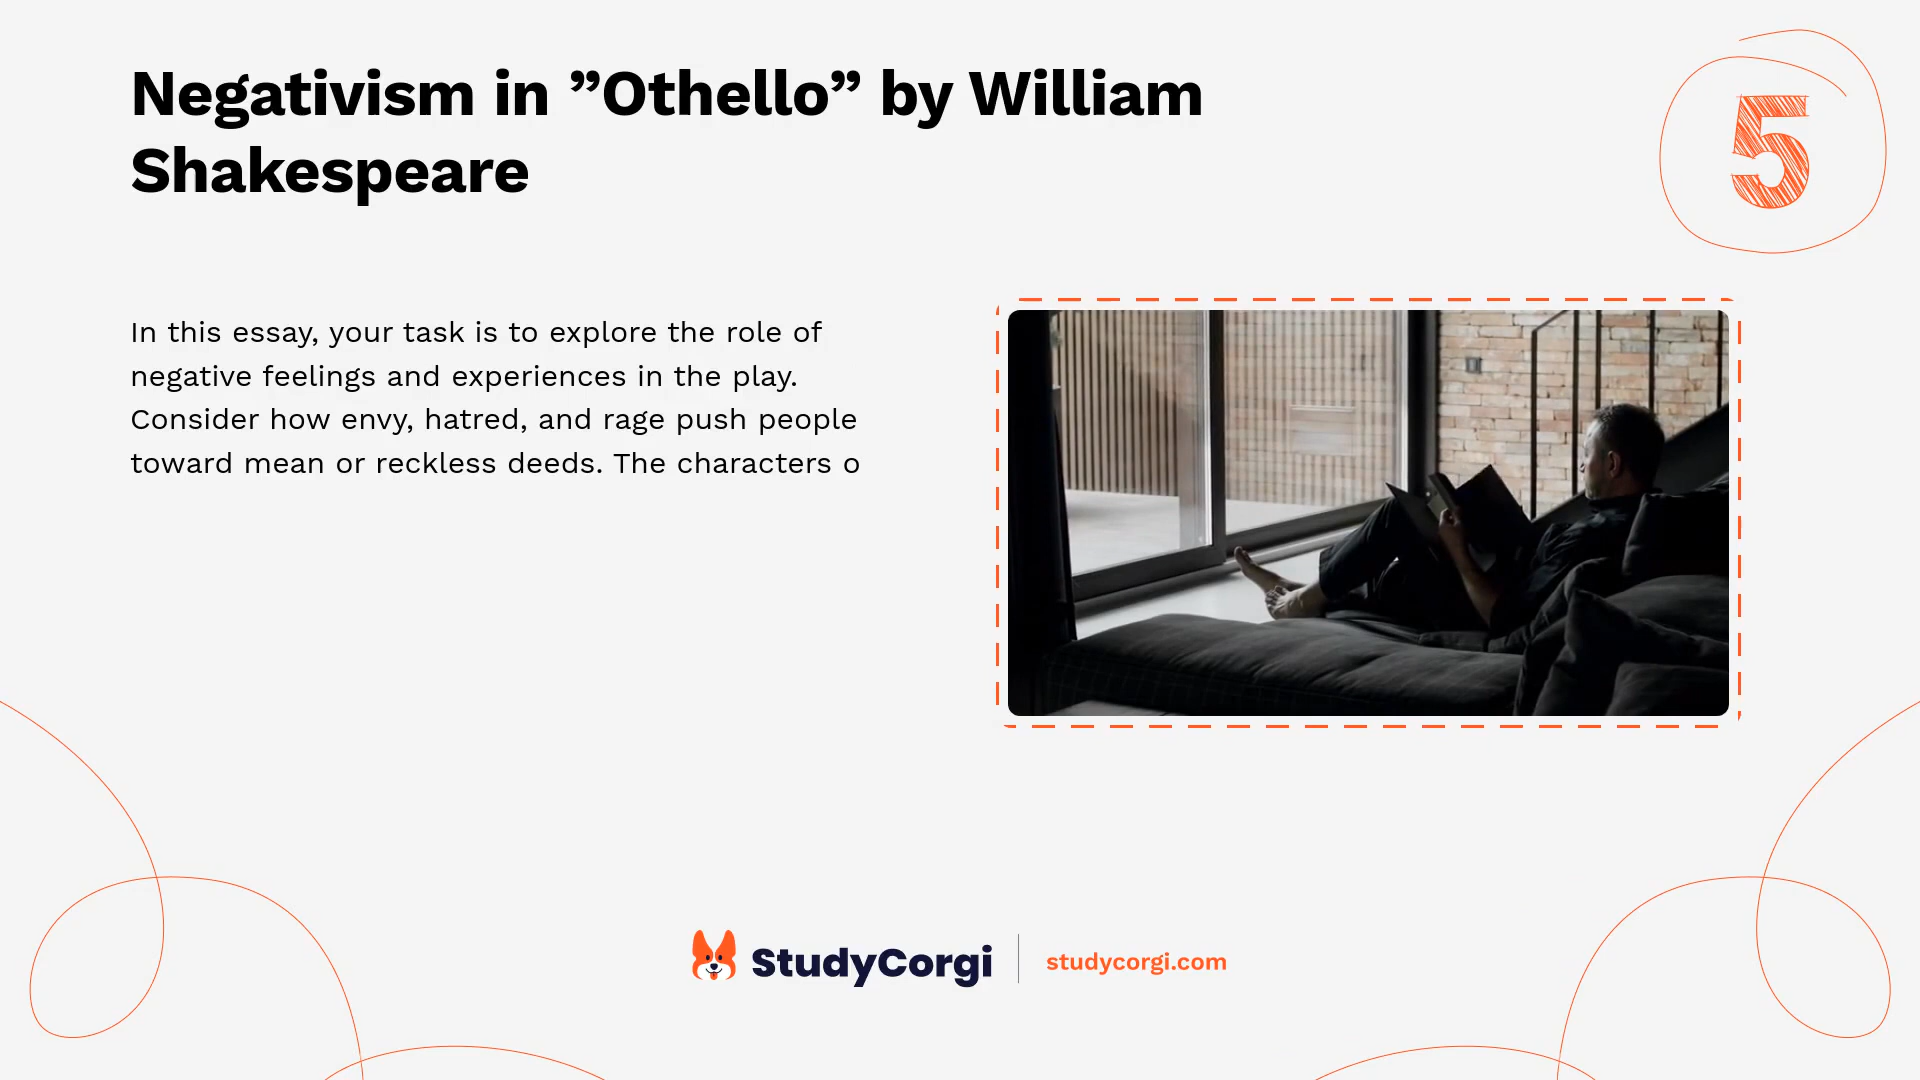 Negativism in ”Othello” by William
Shakespeare
5
In this essay, your task is to explore the role of
negative feelings and experiences in the play.
Consider how envy, hatred, and rage push people
toward mean or reckless deeds. The characters o
StudyCorgi
studycorgi.com